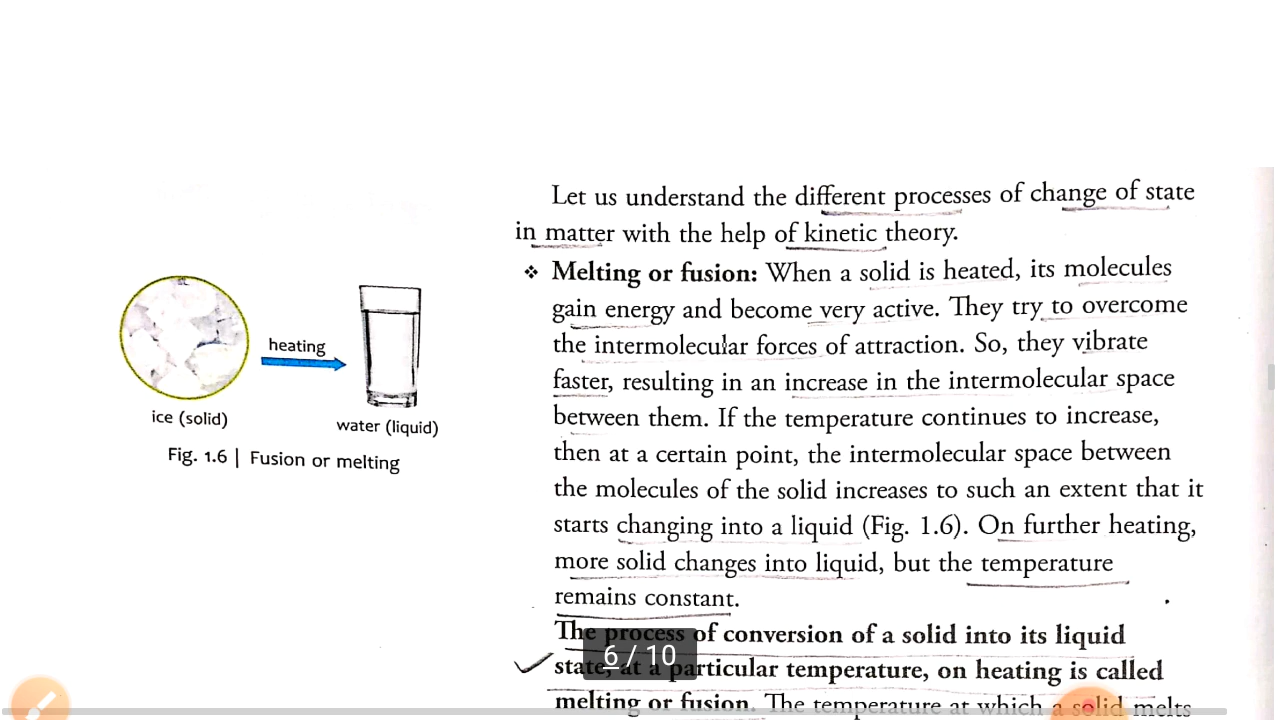 Let us understand the different processes of change of state
in matter with the help of kinetic theory.
❖ Melting or fusion: When a solid is heated, its molecules
gain energy and become very active. They try to overcome
the intermolecular forces of attraction. So, they vibrate
faster, resulting in an increase in the intermolecular space
between them. If the temperature continues to increase,
then at a certain point, the intermolecular space between
the molecules of the solid increases to such an extent that it
starts changing into a liquid (Fig. 1.6). On further heating,
more solid changes into liquid, but the temperature
remains constant.
The process of conversion of a solid into its liquid
state, at a particular temperature, on heating is called
melting or fusion. The temperature at which a solid melts
heating
ice (solid)
water (liquid)
Fig. 1.6 | Fusion or melting
6 / 10